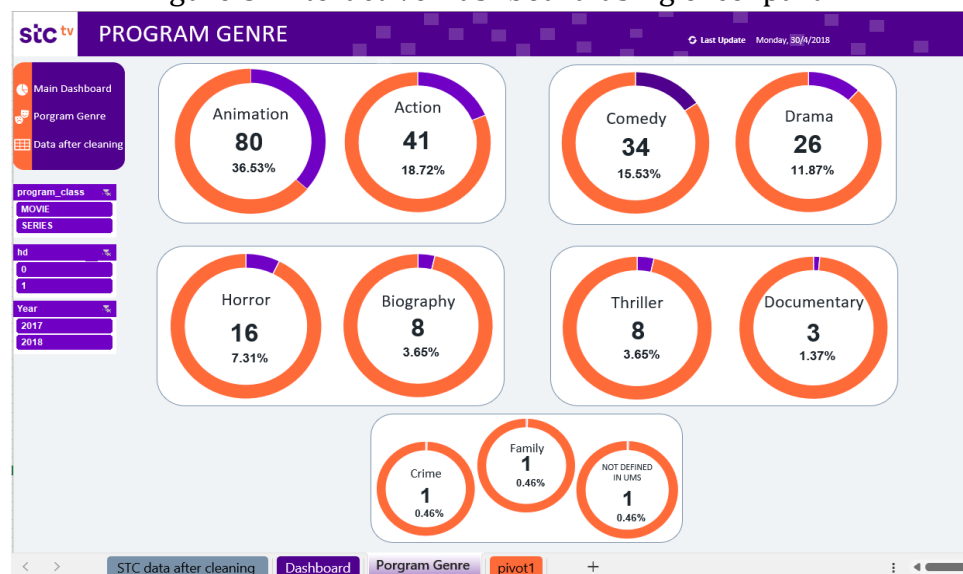 stc tv
PROGRAM GENRE
Last Update Monday, 30/4/2018
Main Dashboard
Porgram Genre
Data after cleaning
program_class
MOVIE
SERIES
hd
0
1
Year
2017
2018
Animation
80
36.53%
Action
41
18.72%
Comedy
34
15.53%
Drama
26
11.87%
Horror
16
7.31%
Biography
8
3.65%
Thriller
8
3.65%
Documentary
3
1.37%
Crime
1
0.46%
Family
1
0.46%
NOT DEFINED
IN UMS
1
0.46%
STC data after cleaning
Dashboard
Porgram Genre
pivot1